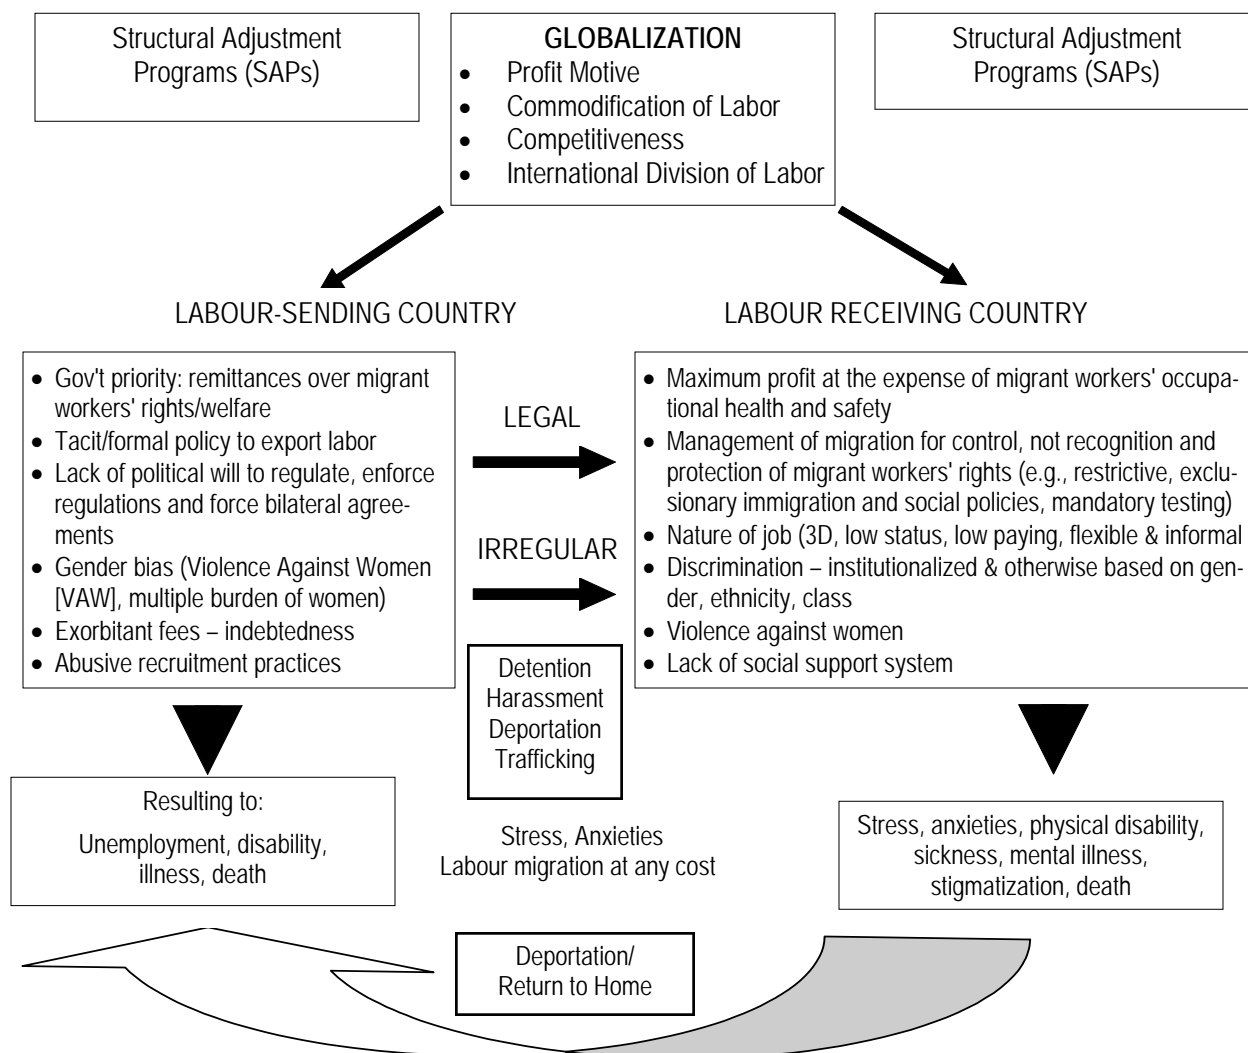 Structural Adjustment
Programs (SAPs)
GLOBALIZATION
• Profit Motive
• Commodification of Labor
• Competitiveness
• International Division of Labor
Structural Adjustment
Programs (SAPs)
LABOUR-SENDING COUNTRY
LABOUR RECEIVING COUNTRY
• Gov't priority: remittances over migrant
workers' rights/welfare
• Tacit/formal policy to export labor
• Lack of political will to regulate, enforce
regulations and force bilateral agree-
ments
• Gender bias (Violence Against Women
[VAW], multiple burden of women)
• Exorbitant fees – indebtedness
• Abusive recruitment practices
LEGAL
IRREGULAR
Detention
Harassment
Deportation
Trafficking
• Maximum profit at the expense of migrant workers' occupa-
tional health and safety
• Management of migration for control, not recognition and
protection of migrant workers' rights (e.g., restrictive, exclu-
sionary immigration and social policies, mandatory testing)
• Nature of job (3D, low status, low paying, flexible & informal
• Discrimination – institutionalized & otherwise based on gen-
der, ethnicity, class
• Violence against women
• Lack of social support system
Resulting to:
Unemployment, disability,
illness, death
Stress, Anxieties
Labour migration at any cost
Stress, anxieties, physical disability,
sickness, mental illness,
stigmatization, death
Deportation/
Return to Home